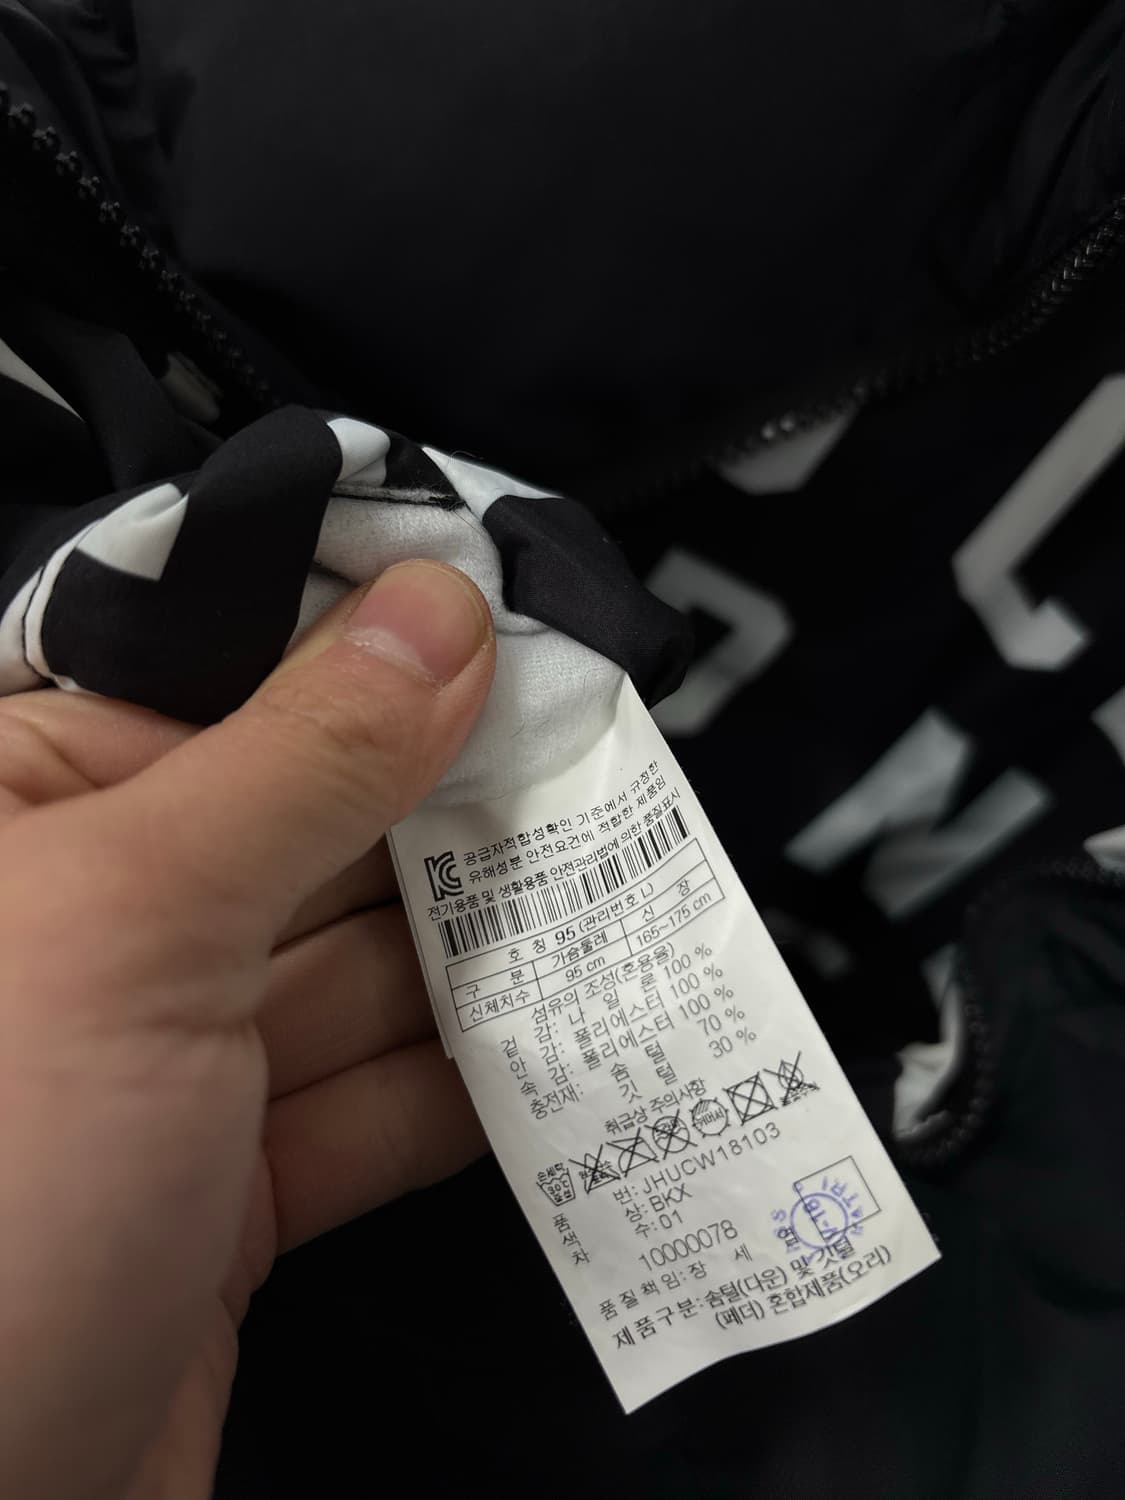 공급자적합성확인 기준에서 규정한
유해성분 안전요건에 적합한 제품임
전기용품 및 생활용품 안전관리법에 의한 품질표시
호 칭 95 (관리번호 L)
구 분 가슴둘레 신 장
신체치수 95 cm 165~175 cm
섬유의 조성(혼용율)
겉 감: 나 일 론 100 %
안 감: 폴리에스터 100 %
속 감: 폴리에스터 100 %
충전재: 솜 털 70 %
깃 털 30 %
취급상 주의사항
품 번: JHUCW18103
색 상: BKX
차 수: 01
10000078
품질책임: 장 세 엽
제품구분: 솜털(다운) 및 깃털
(페더) 혼합제품(오리)